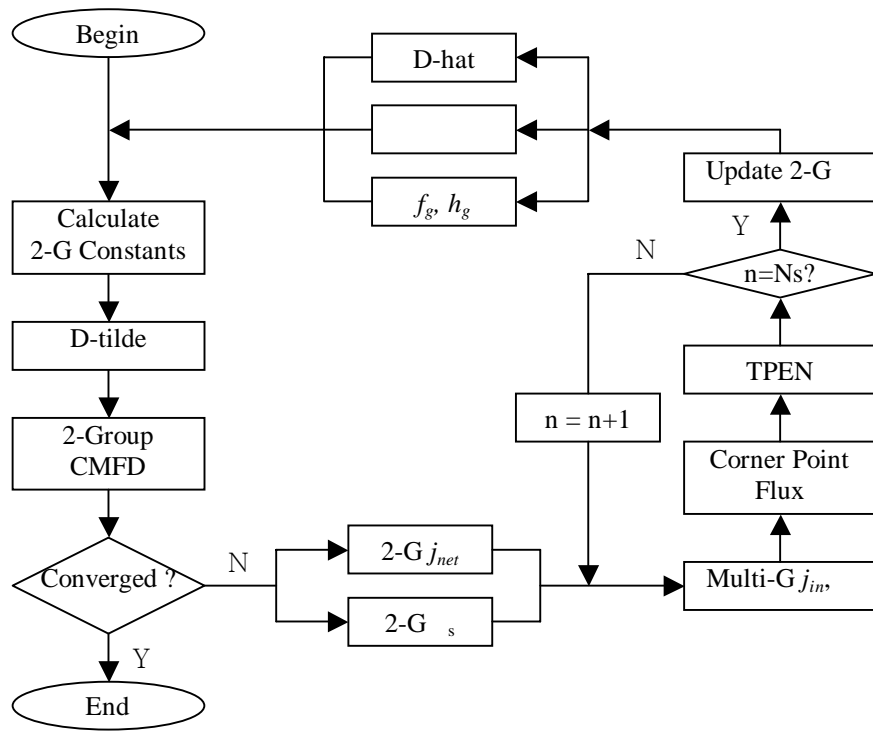 Begin
D-hat
f_g, h_g
Update 2-G
Y
N
n=Ns?
Calculate
2-G Constants
D-tilde
TPEN
n = n+1
2-Group
CMFD
Corner Point
Flux
Converged ?
N
2-G j_net
2-G s
Multi-G j_in,
Y
End